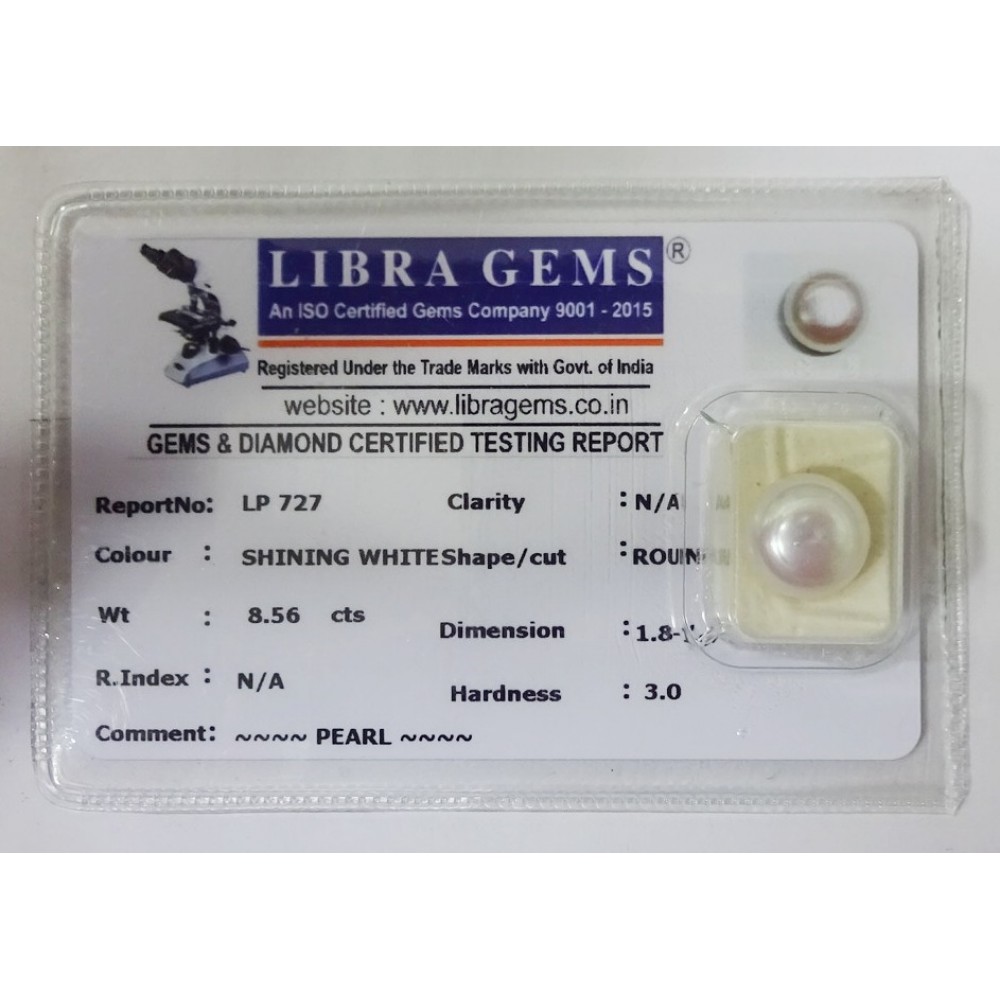 LIBRA GEMS ®
An ISO Certified Gems Company 9001 - 2015
Registered Under the Trade Marks with Govt. of India
website : www.libragems.co.in
GEMS & DIAMOND CERTIFIED TESTING REPORT
ReportNo: LP 727 Clarity : N/A
Colour : SHINING WHITE Shape/cut :
Wt : 8.56 cts Dimension :
R.Index : N/A Hardness : 3.0
Comment: ~~~~ PEARL ~~~~